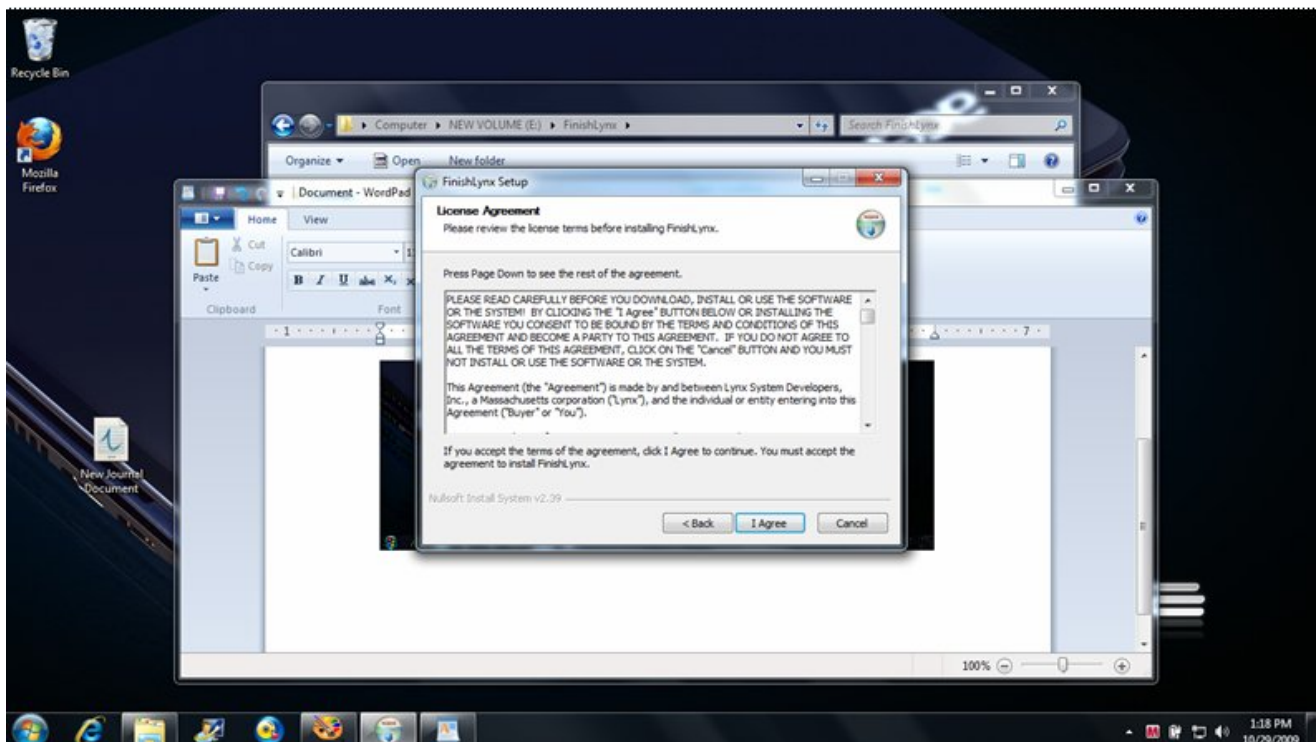 Recycle Bin
Mozilla
Firefox
New Journal
Document
Computer NEW VOLUME (E:) FinishLynx
Search FinishLynx
Organize Open New folder
Document - WordPad
Home View
Paste
Cut
Copy
Calibri
B I U abc X₂
Clipboard
Font
1 7
FinishLynx Setup
License Agreement
Please review the license terms before installing FinishLynx.
Press Page Down to see the rest of the agreement.
PLEASE READ CAREFULLY BEFORE YOU DOWNLOAD, INSTALL OR USE THE SOFTWARE
OR THE SYSTEM! BY CLICKING THE "I Agree" BUTTON BELOW OR INSTALLING THE
SOFTWARE YOU CONSENT TO BE BOUND BY THE TERMS AND CONDITIONS OF THIS
AGREEMENT AND BECOME A PARTY TO THIS AGREEMENT. IF YOU DO NOT AGREE TO
ALL THE TERMS OF THIS AGREEMENT, CLICK ON THE "Cancel" BUTTON AND YOU MUST
NOT INSTALL OR USE THE SOFTWARE OR THE SYSTEM.
This Agreement (the "Agreement") is made by and between Lynx System Developers,
Inc., a Massachusetts corporation ("Lynx"), and the individual or entity entering into this
Agreement ("Buyer" or "You").
If you accept the terms of the agreement, click I Agree to continue. You must accept the
agreement to install FinishLynx.
Nullsoft Install System v2.39
< Back I Agree Cancel
100%
1:18 PM
10/29/2009